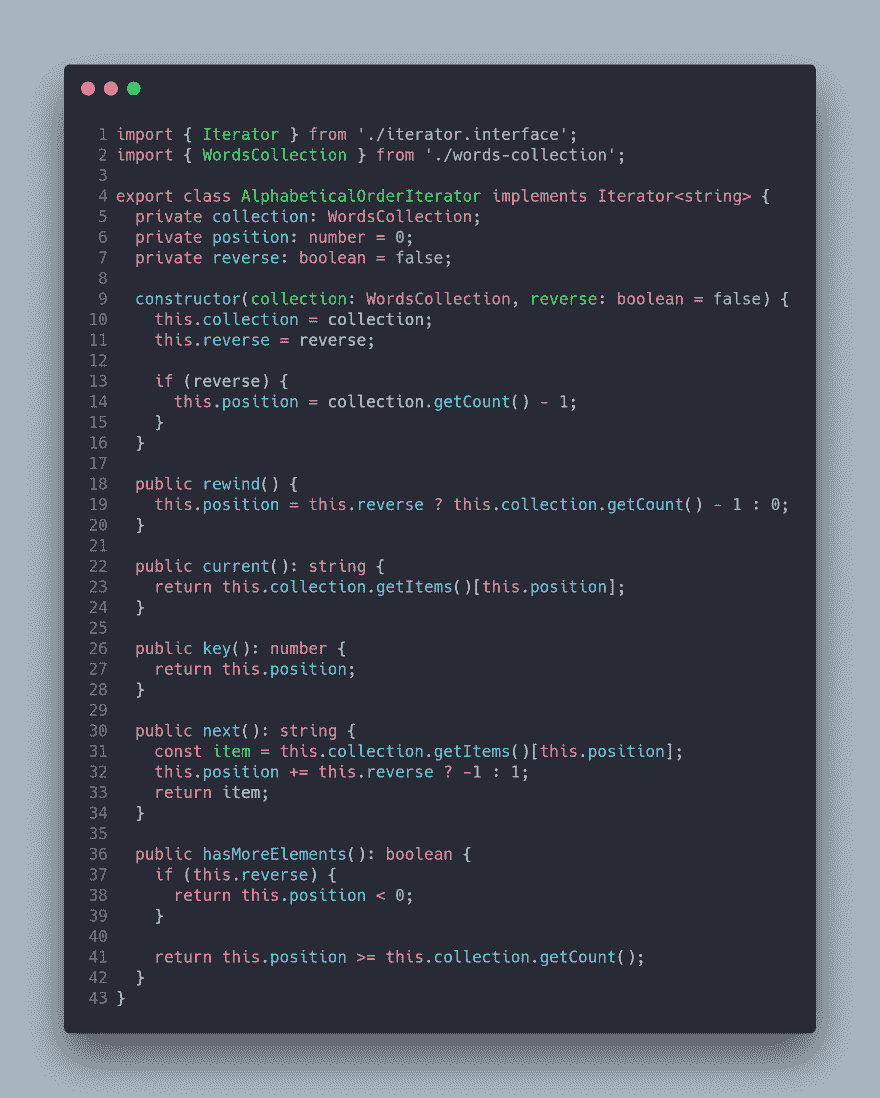 1 import { Iterator } from './iterator.interface';
2 import { WordsCollection } from './words-collection';
3
4 export class AlphabeticalOrderIterator implements Iterator<string> {
5   private collection: WordsCollection;
6   private position: number = 0;
7   private reverse: boolean = false;
8
9   constructor(collection: WordsCollection, reverse: boolean = false) {
10     this.collection = collection;
11     this.reverse = reverse;
12
13     if (reverse) {
14       this.position = collection.getCount() - 1;
15     }
16   }
17
18   public rewind() {
19     this.position = this.reverse ? this.collection.getCount() - 1 : 0;
20   }
21
22   public current(): string {
23     return this.collection.getItems()[this.position];
24   }
25
26   public key(): number {
27     return this.position;
28   }
29
30   public next(): string {
31     const item = this.collection.getItems()[this.position];
32     this.position += this.reverse ? -1 : 1;
33     return item;
34   }
35
36   public hasMoreElements(): boolean {
37     if (this.reverse) {
38       return this.position < 0;
39     }
40
41     return this.position >= this.collection.getCount();
42   }
43 }